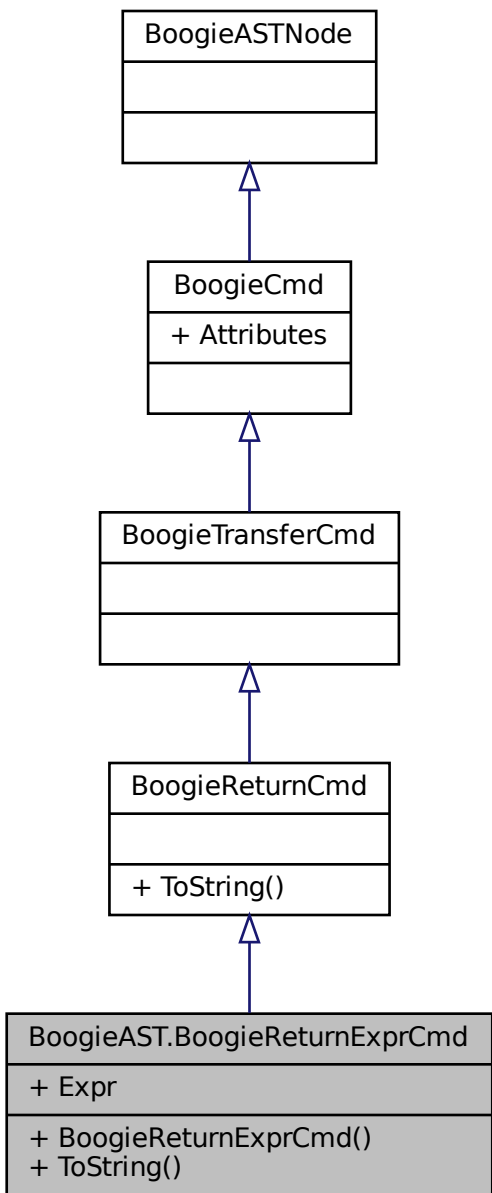 BoogieASTNode
BoogieCmd
+ Attributes
BoogieTransferCmd
BoogieReturnCmd
+ ToString()
BoogieAST.BoogieReturnExprCmd
+ Expr
+ BoogieReturnExprCmd()
+ ToString()